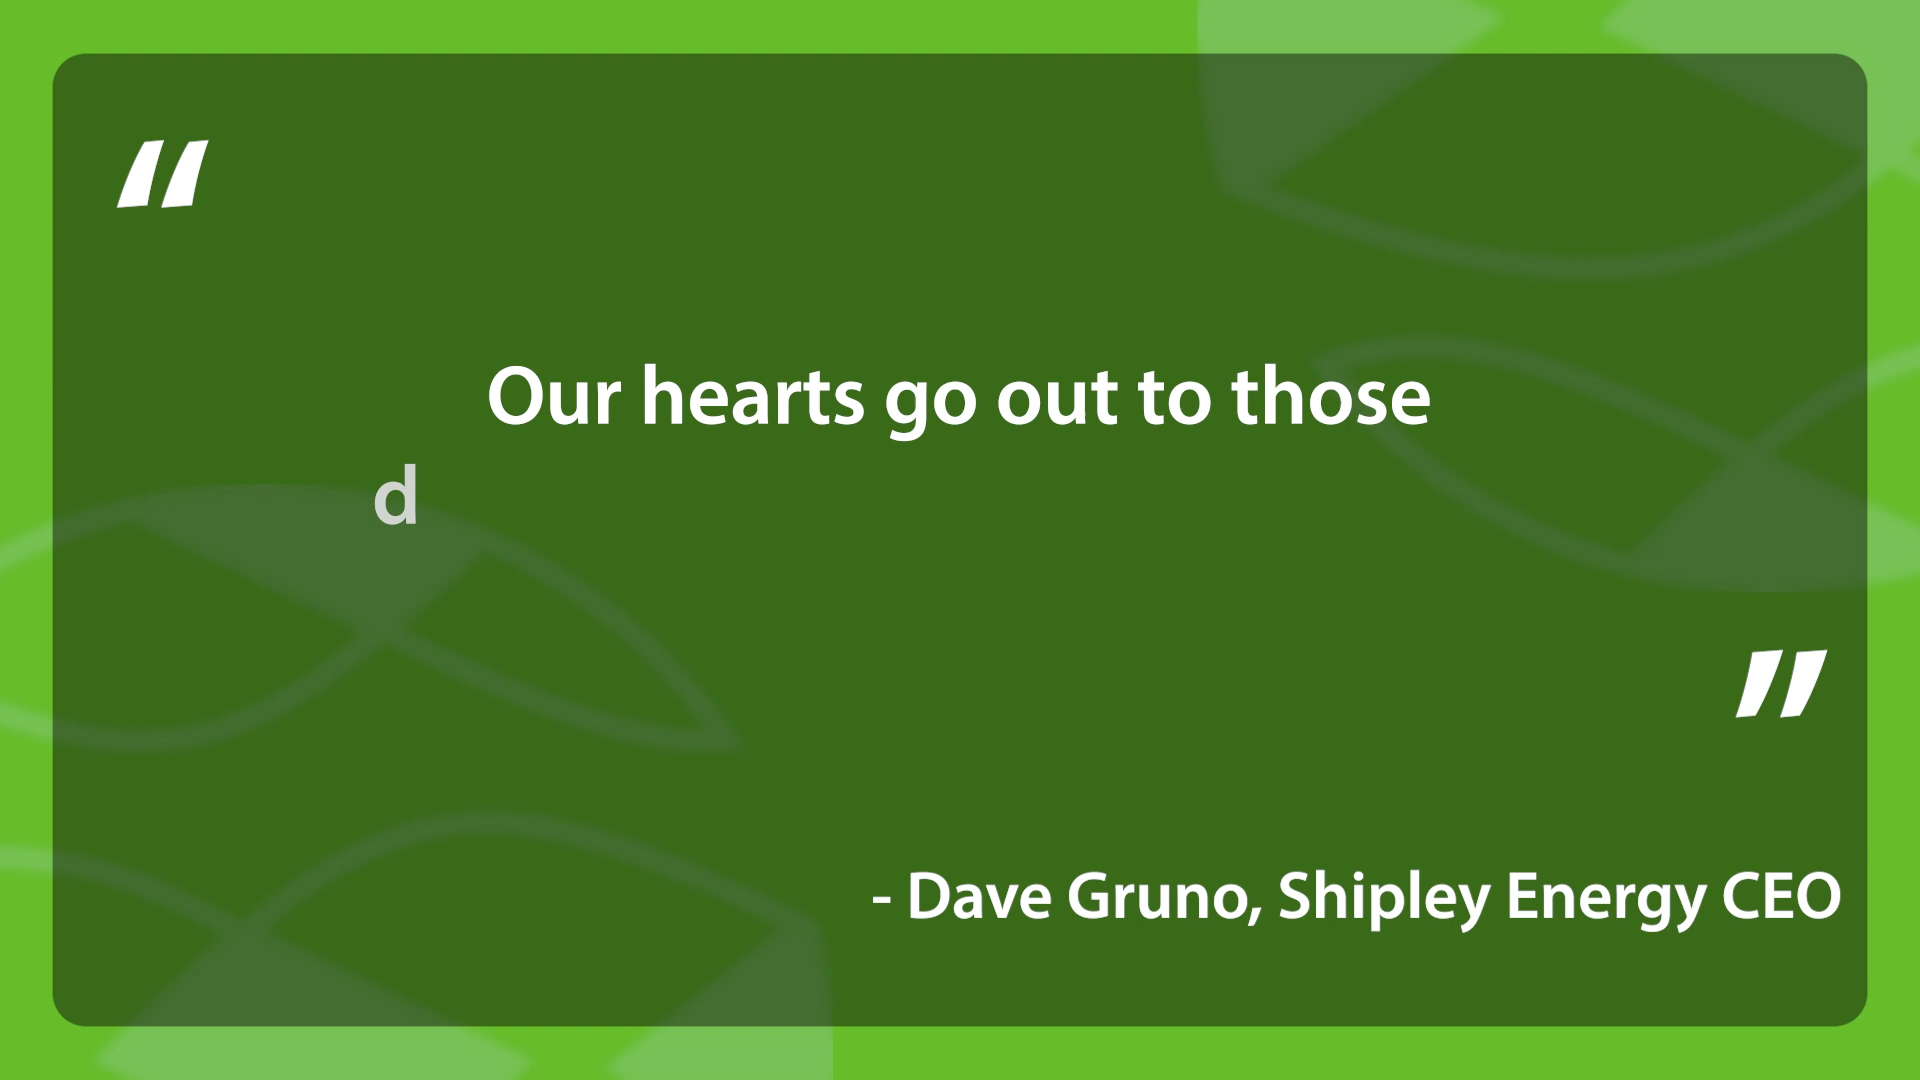 “
Our hearts go out to those
d
”
- Dave Gruno, Shipley Energy CEO